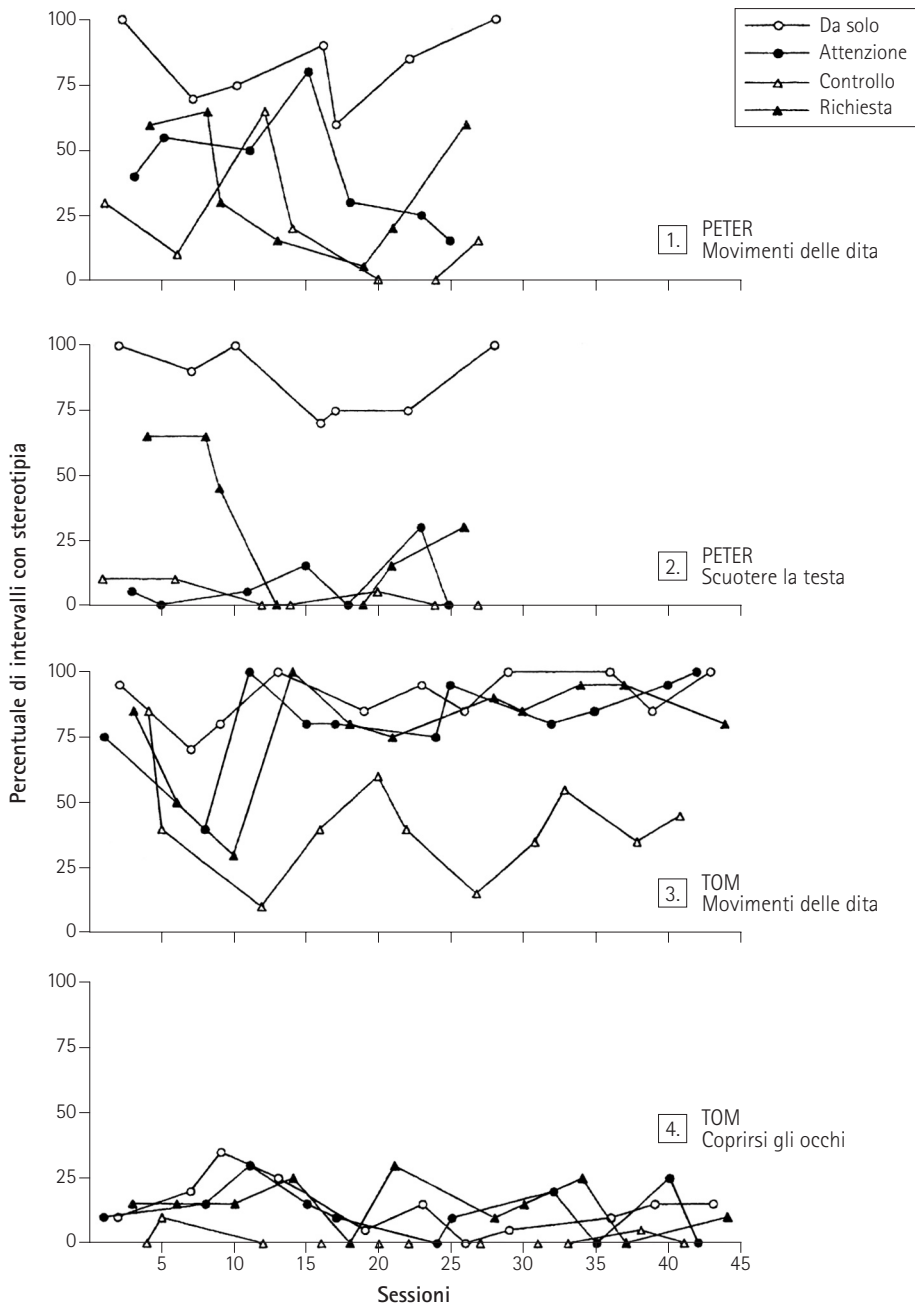 Da solo
Attenzione
Controllo
Richiesta
Percentuale di intervalli con stereotipia
100
75
50
25
0
1. PETER
Movimenti delle dita
100
75
50
25
0
2. PETER
Scuotere la testa
100
75
50
25
0
3. TOM
Movimenti delle dita
100
75
50
25
0
4. TOM
Coprirsi gli occhi
5 10 15 20 25 30 35 40 45
Sessioni